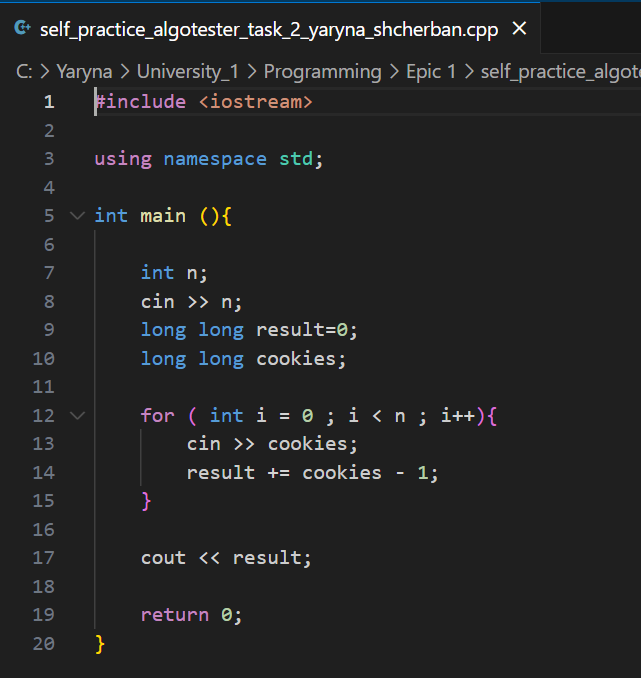 self_practice_algotester_task_2_yaryna_shcherban.cpp ×
C: > Yaryna > University_1 > Programming > Epic 1 > self_practice_algote
1 #include <iostream>
2
3 using namespace std;
4
5 int main (){
6
7 int n;
8 cin >> n;
9 long long result=0;
10 long long cookies;
11
12 for ( int i = 0 ; i < n ; i++){
13 cin >> cookies;
14 result += cookies - 1;
15 }
16
17 cout << result;
18
19 return 0;
20 }